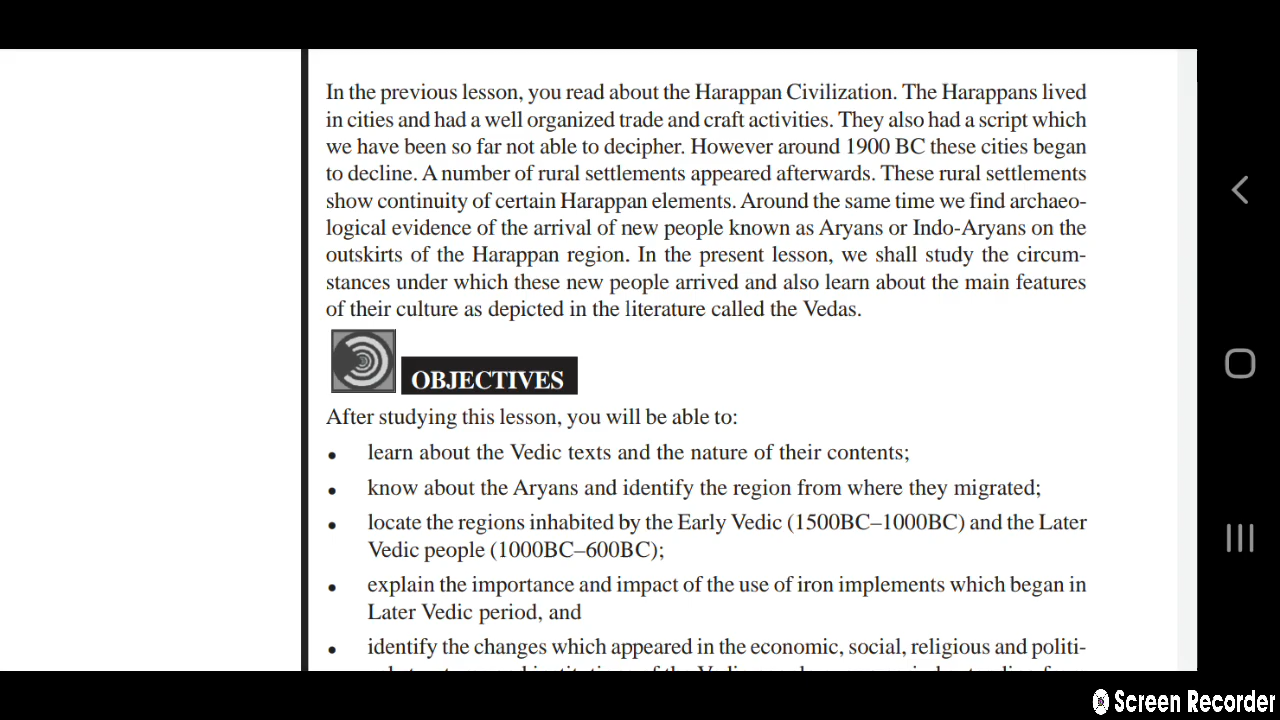 In the previous lesson, you read about the Harappan Civilization. The Harappans lived
in cities and had a well organized trade and craft activities. They also had a script which
we have been so far not able to decipher. However around 1900 BC these cities began
to decline. A number of rural settlements appeared afterwards. These rural settlements
show continuity of certain Harappan elements. Around the same time we find archaeo-
logical evidence of the arrival of new people known as Aryans or Indo-Aryans on the
outskirts of the Harappan region. In the present lesson, we shall study the circum-
stances under which these new people arrived and also learn about the main features
of their culture as depicted in the literature called the Vedas.
OBJECTIVES
After studying this lesson, you will be able to:
• learn about the Vedic texts and the nature of their contents;
• know about the Aryans and identify the region from where they migrated;
• locate the regions inhabited by the Early Vedic (1500BC–1000BC) and the Later
Vedic people (1000BC–600BC);
• explain the importance and impact of the use of iron implements which began in
Later Vedic period, and
• identify the changes which appeared in the economic, social, religious and politi-
Screen Recorder